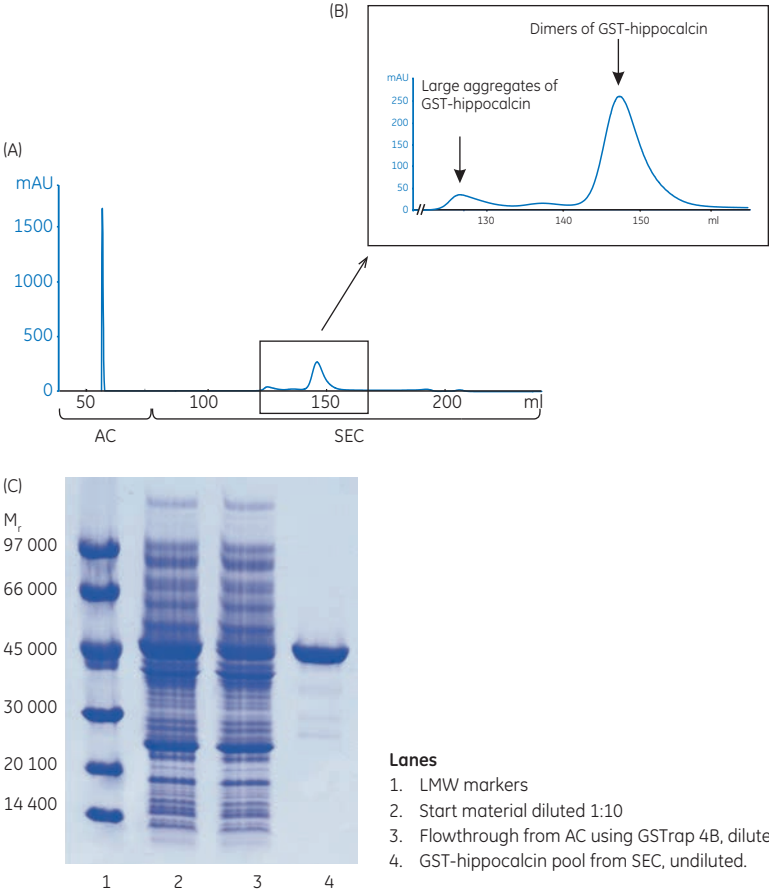 (B)
Dimers of GST-hippocalcin
mAU
Large aggregates of
GST-hippocalcin
250
200
150
100
50
0
130 140 150 ml
(A)
mAU
1500
1000
500
0
50 100 150 200 ml
AC SEC
(C)
Mr
97 000
66 000
45 000
30 000
20 100
14 400
1 2 3 4
Lanes
1. LMW markers
2. Start material diluted 1:10
3. Flowthrough from AC using GSTrap 4B, dilute
4. GST-hippocalcin pool from SEC, undiluted.